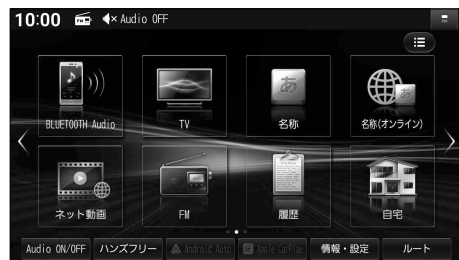 10:00 FM Audio OFF
BLUETOOTH Audio TV 名称 名称(オンライン)
あ あ
ネット動画 FM 履歴 自宅
Audio ON/OFF ハンズフリー Android Auto Apple CarPlay 情報・設定 ルート